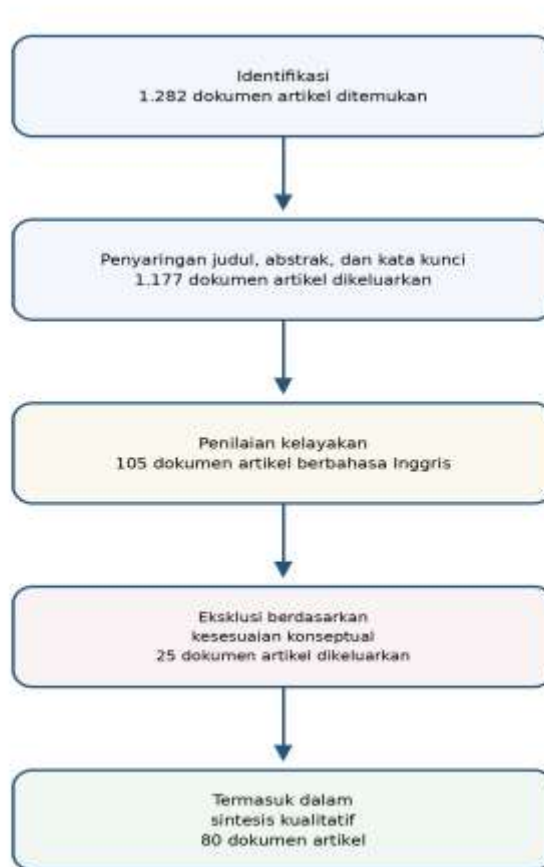 Identifikasi
1.282 dokumen artikel ditemukan
Penyaringan judul, abstrak, dan kata kunci
1.177 dokumen artikel dikeluarkan
Penilaian kelayakan
105 dokumen artikel berbahasa Inggris
Eksklusi berdasarkan
kesesuaian konseptual
25 dokumen artikel dikeluarkan
Termasuk dalam
sintesis kualitatif
80 dokumen artikel